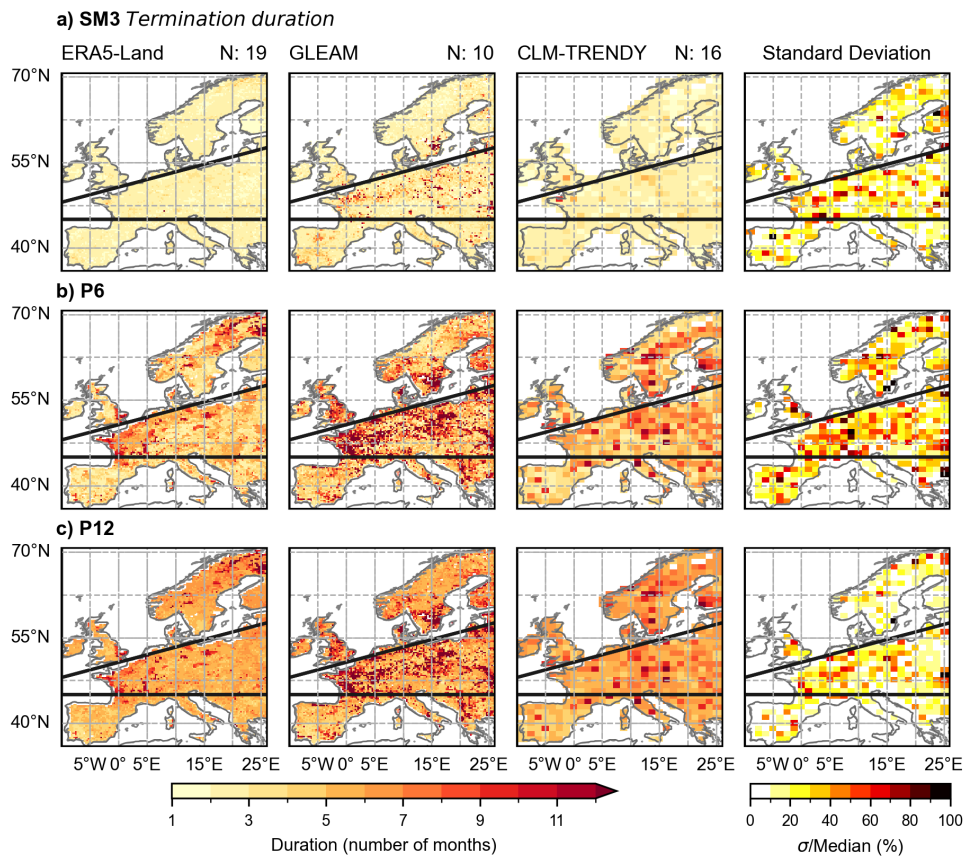 a) SM3 Termination duration
ERA5-Land N: 19 GLEAM N: 10 CLM-TRENDY N: 16 Standard Deviation
70°N
55°N
40°N
b) P6
70°N
55°N
40°N
c) P12
70°N
55°N
40°N
5°W 0° 5°E 15°E 25°E 5°W 0° 5°E 15°E 25°E 5°W 0° 5°E 15°E 25°E 5°W 0° 5°E 15°E 25°E
1 3 5 7 9 11 0 20 40 60 80 100
Duration (number of months) σ/Median (%)